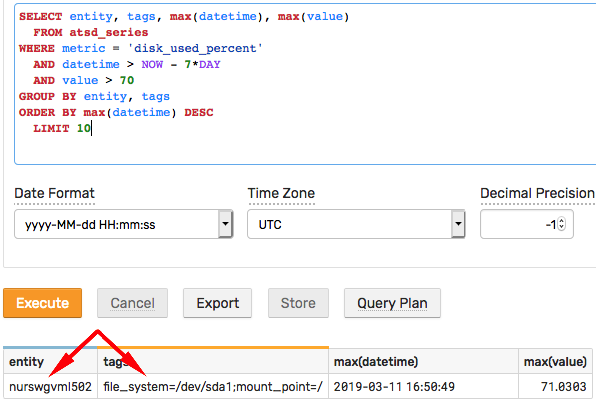 SELECT entity, tags, max(datetime), max(value)
FROM atsd_series
WHERE metric = 'disk_used_percent'
AND datetime > NOW - 7*DAY
AND value > 70
GROUP BY entity, tags
ORDER BY max(datetime) DESC
LIMIT 10
Date Format Time Zone Decimal Precision
yyyy-MM-dd HH:mm:ss UTC -1
Execute Cancel Export Store Query Plan
entity tags max(datetime) max(value)
nurswgvml502 file_system=/dev/sda1;mount_point=/ 2019-03-11 16:50:49 71.0303